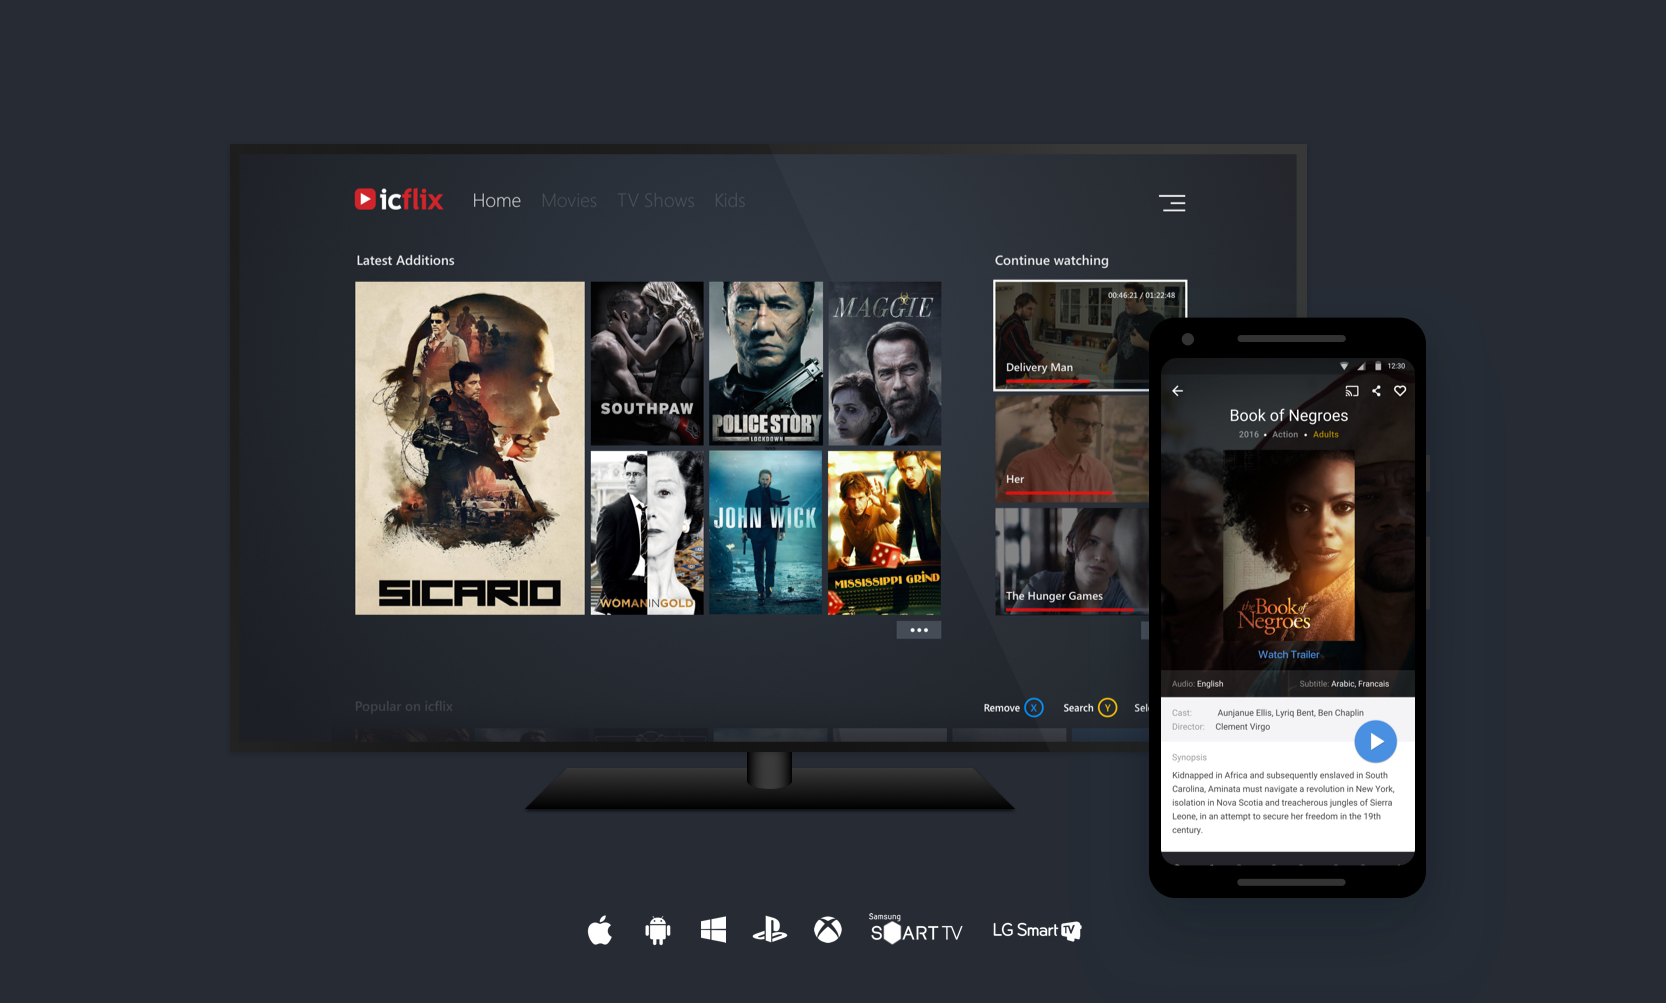 icflix
Home Movies TV Shows Kids
Latest Additions
SICARIO
SOUTHPAW
POLICE STORY
LOCKDOWN
MAGGIE
WOMAN IN GOLD
JOHN WICK
MISSISSIPPI GRIND
Continue watching
00:46:21 / 01:22:48
Delivery Man
Her
The Hunger Games
Popular on icflix
Remove X Search Y Sel
12:30
Book of Negroes
2016 • Action • Adults
the Book of
Negroes
Watch Trailer
Audio: English Subtitle: Arabic, Francais
Cast: Aunjanue Ellis, Lyriq Bent, Ben Chaplin
Director: Clement Virgo
Synopsis
Kidnapped in Africa and subsequently enslaved in South
Carolina, Aminata must navigate a revolution in New York,
isolation in Nova Scotia and treacherous jungles of Sierra
Leone, in an attempt to secure her freedom in the 19th
century.
Samsung
SMART TV
LG Smart TV